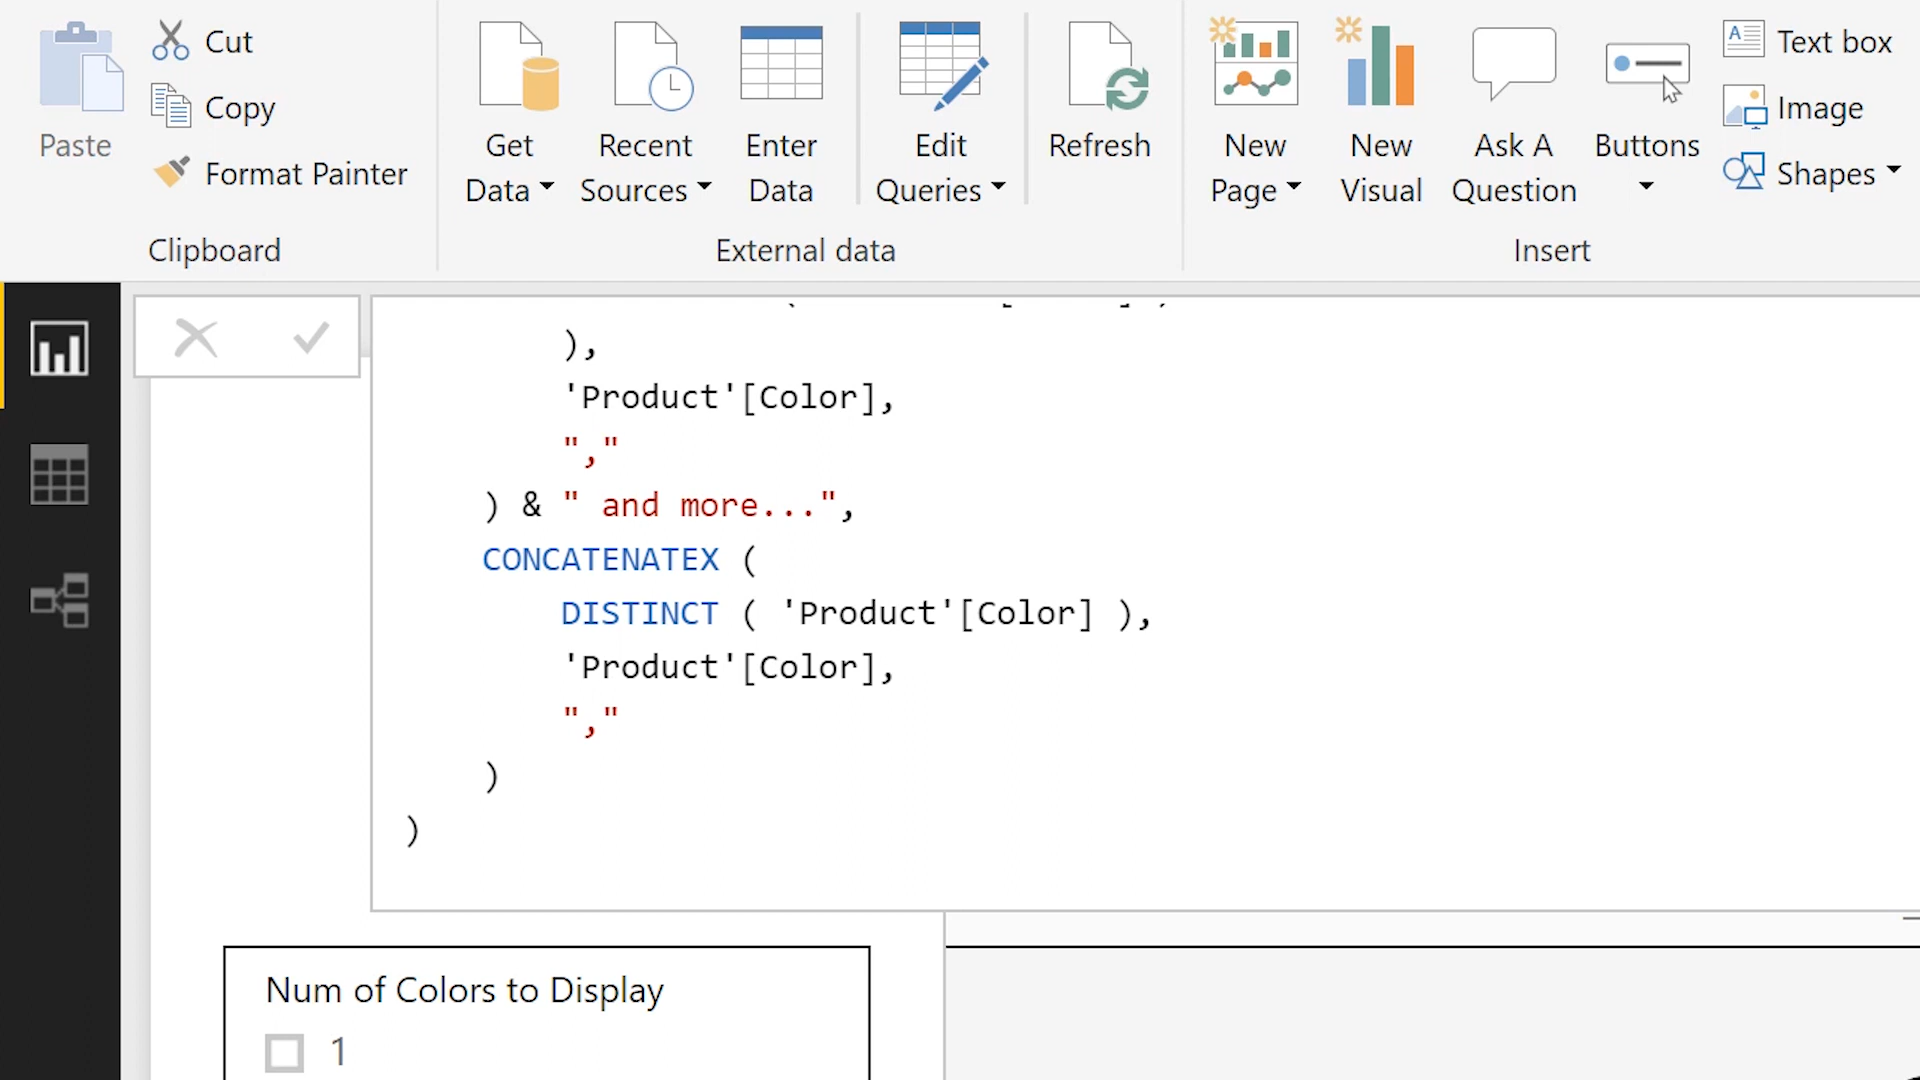 Paste
Cut
Copy
Format Painter
Clipboard
Get Data
Recent Sources
Enter Data
Edit Queries
Refresh
External data
New Page
New Visual
Ask A Question
Buttons
Text box
Image
Shapes
Insert
),
'Product'[Color],
","
) & " and more...",
CONCATENATEX (
DISTINCT ( 'Product'[Color] ),
'Product'[Color],
","
)
)
Num of Colors to Display
1